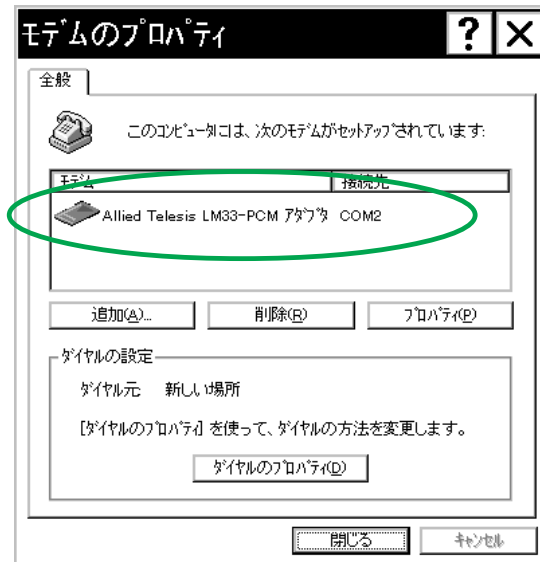 モデムのプロパティ
全般
このコンピュータには、次のモデムがセットアップされています:
モデム 接続先
Allied Telesis LM33-PCM アダプタ COM2
追加(A)... 削除(R) プロパティ(P)
ダイヤルの設定
ダイヤル元: 新しい場所
[ダイヤルのプロパティ] を使って、ダイヤルの方法を変更します。
ダイヤルのプロパティ(D)
閉じる キャンセル